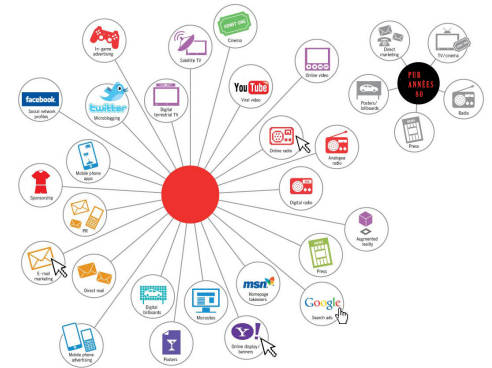 In-game
advertising
Satellite TV
Cinema
Online video
Direct
marketing
TV/cinema
PUB
ANNÉES
80
Posters/
billboards
Radio
Press
facebook
Social network
profiles
twitter
Microblogging
Digital
terrestrial TV
YouTube
Viral video
Online radio
Analogue
radio
Mobile phone
apps
Sponsorship
Digital radio
PR
Augmented
reality
E-mail
marketing
Direct mail
NEWS
Press
msn
Homepage
takeovers
Google
Search ads
Digital
billboards
Microsites
Mobile phone
advertising
Posters
Y!
Online display/
banners